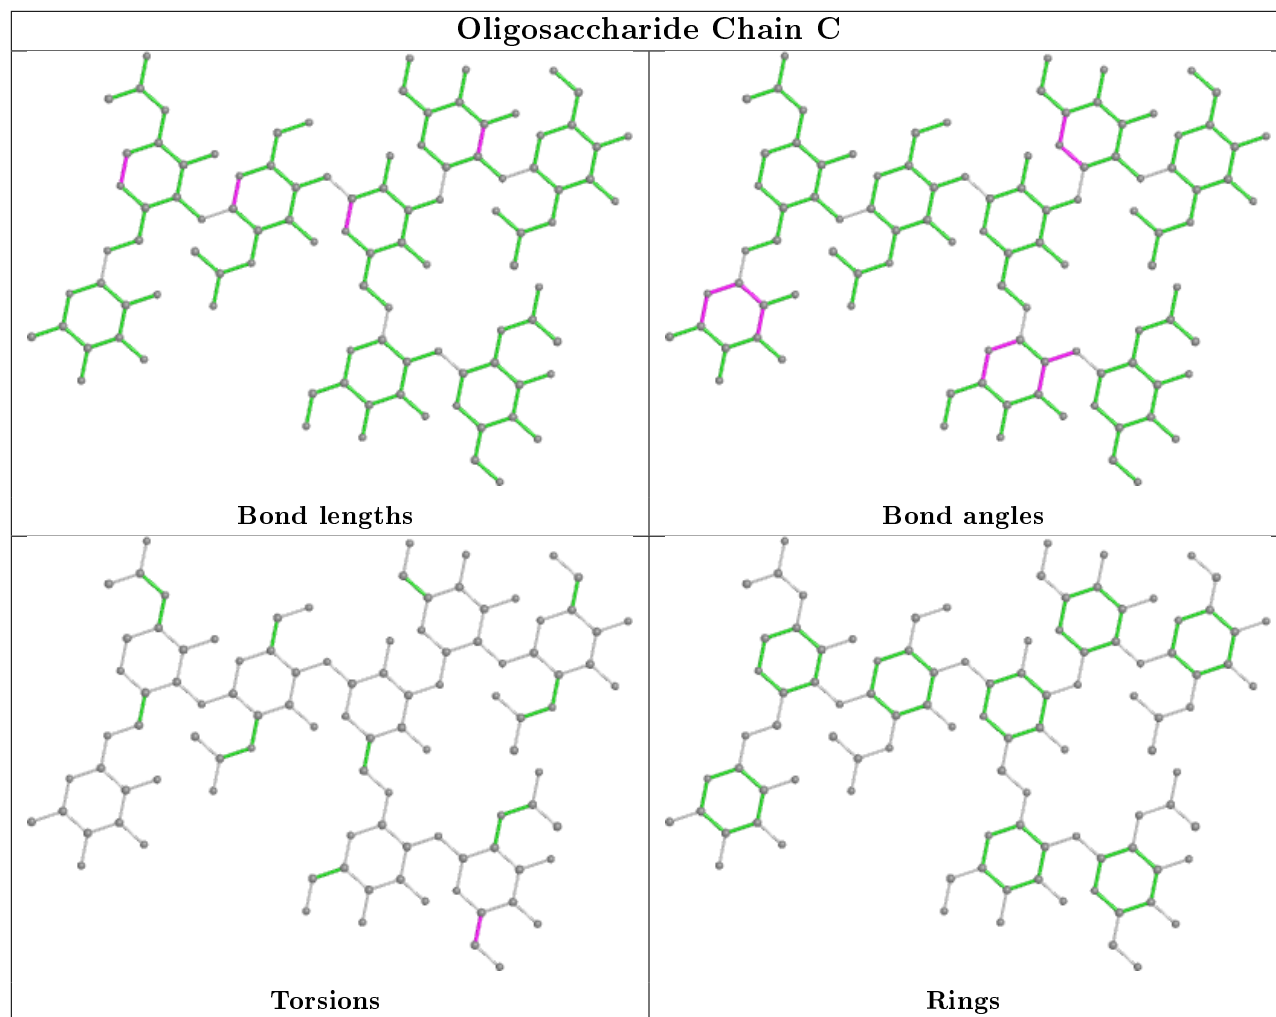 Oligosaccharide Chain C
Bond lengths
Bond angles
Torsions
Rings